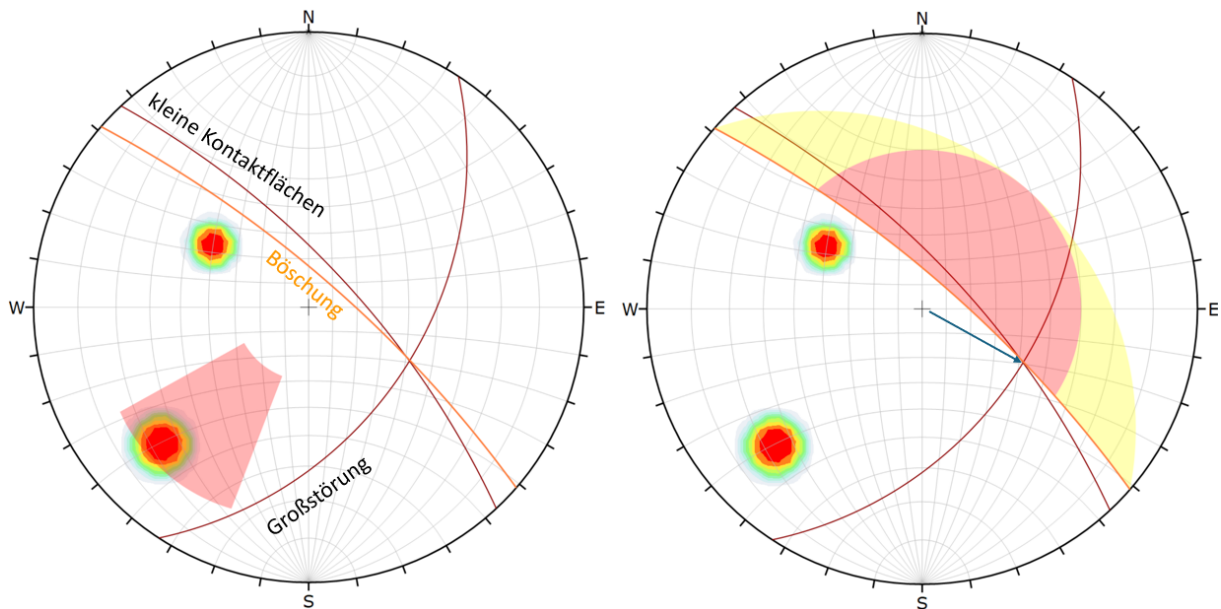 N
kleine Kontaktflächen
Böschung
W
E
Großstörung
S
N
W
E
S